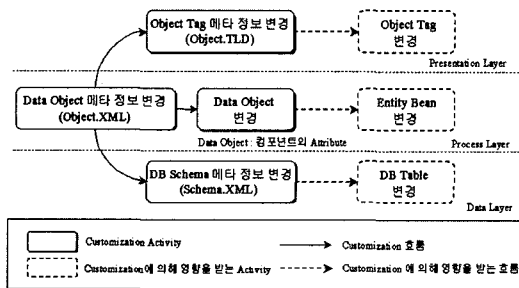 Object Tag 메타 정보 변경
(Object.TLD)
Object Tag
변경
Presentation Layer
Data Object 메타 정보 변경
(Object.XML)
Data Object
변경
Entity Bean
변경
Data Object : 컴포넌트의 Attribute
Process Layer
DB Schema 메타 정보 변경
(Schema.XML)
DB Table
변경
Data Layer
Customization Activity
Customization 흐름
Customization에 의해 영향을 받는 Activity
Customization 에 의해 영향을 받는 흐름